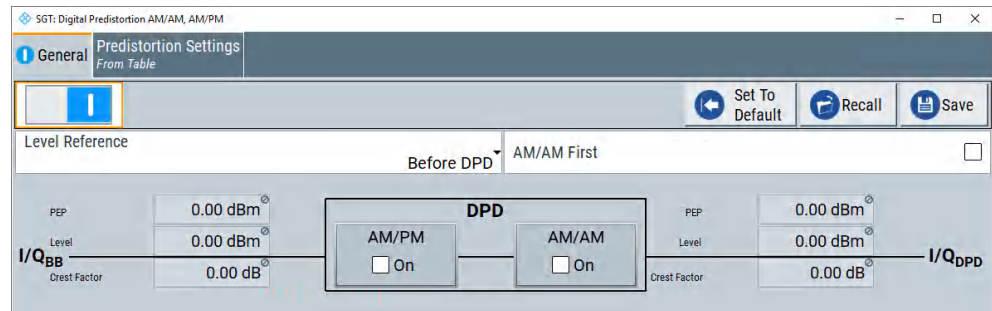 SGT: Digital Predistortion AM/AM, AM/PM
General
Predistortion Settings
From Table
Set To
Default
Recall
Save
Level Reference
Before DPD
AM/AM First
PEP
0.00 dBm
DPD
PEP
0.00 dBm
I/QBB
Level
0.00 dBm
AM/PM
On
AM/AM
On
Level
0.00 dBm
I/QDPD
Crest Factor
0.00 dB
Crest Factor
0.00 dB